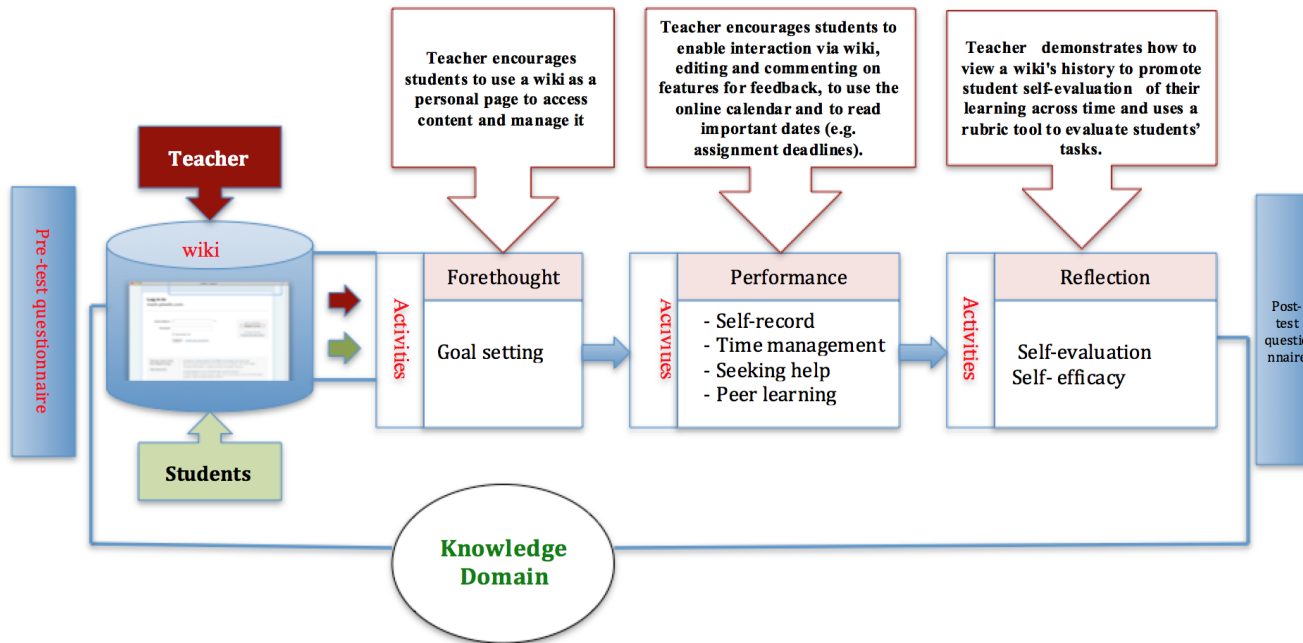 Teacher encourages
students to use a wiki as a
personal page to access
content and manage it
Teacher encourages students to
enable interaction via wiki,
editing and commenting on
features for feedback, to use the
online calendar and to read
important dates (e.g.
assignment deadlines).
Teacher demonstrates how to
view a wiki's history to promote
student self-evaluation of their
learning across time and uses a
rubric tool to evaluate students’
tasks.
Teacher
Pre-test questionnaire
wiki
Students
Activities
Forethought
Goal setting
Activities
Performance
- Self-record
- Time management
- Seeking help
- Peer learning
Activities
Reflection
Self-evaluation
Self- efficacy
Post-
test
questio
nnaire
Knowledge
Domain